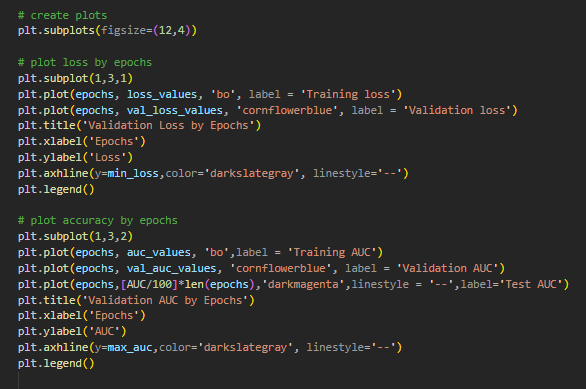 # create plots
plt.subplots(figsize=(12,4))
# plot loss by epochs
plt.subplot(1,3,1)
plt.plot(epochs, loss_values, 'bo', label = 'Training loss')
plt.plot(epochs, val_loss_values, 'cornflowerblue', label = 'Validation loss')
plt.title('Validation Loss by Epochs')
plt.xlabel('Epochs')
plt.ylabel('Loss')
plt.axhline(y=min_loss,color='darkslategray', linestyle='--')
plt.legend()
# plot accuracy by epochs
plt.subplot(1,3,2)
plt.plot(epochs, auc_values, 'bo',label = 'Training AUC')
plt.plot(epochs, val_auc_values, 'cornflowerblue', label = 'Validation AUC')
plt.plot(epochs,[AUC/100]*len(epochs),'darkmagenta',linestyle = '--',label='Test AUC')
plt.title('Validation AUC by Epochs')
plt.xlabel('Epochs')
plt.ylabel('AUC')
plt.axhline(y=max_auc,color='darkslategray', linestyle='--')
plt.legend()